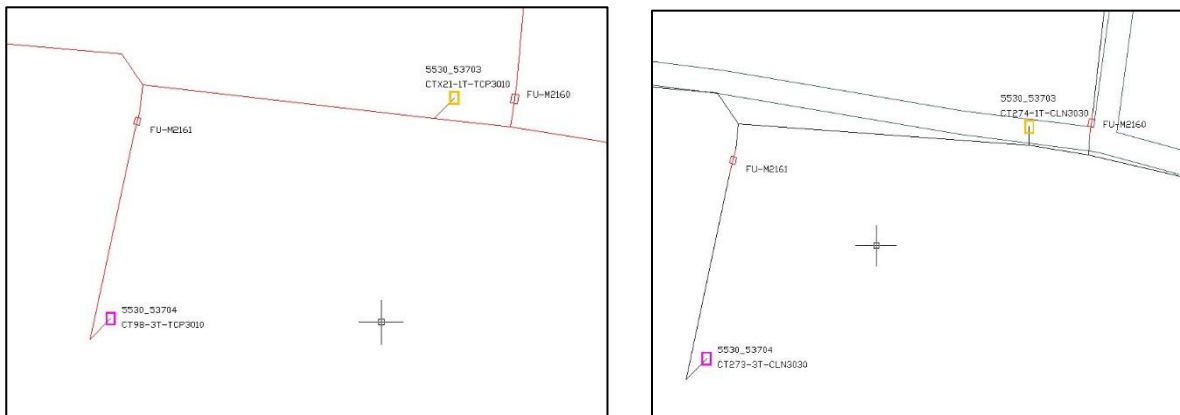 5530_53703
CTX21-1T-TCP3010
FU-M2160
FU-M2161
5530_53704
CT98-3T-TCP3010
5530_53703
CT274-1T-CLN3030
FU-M2160
FU-M2161
5530_53704
CT273-3T-CLN3030